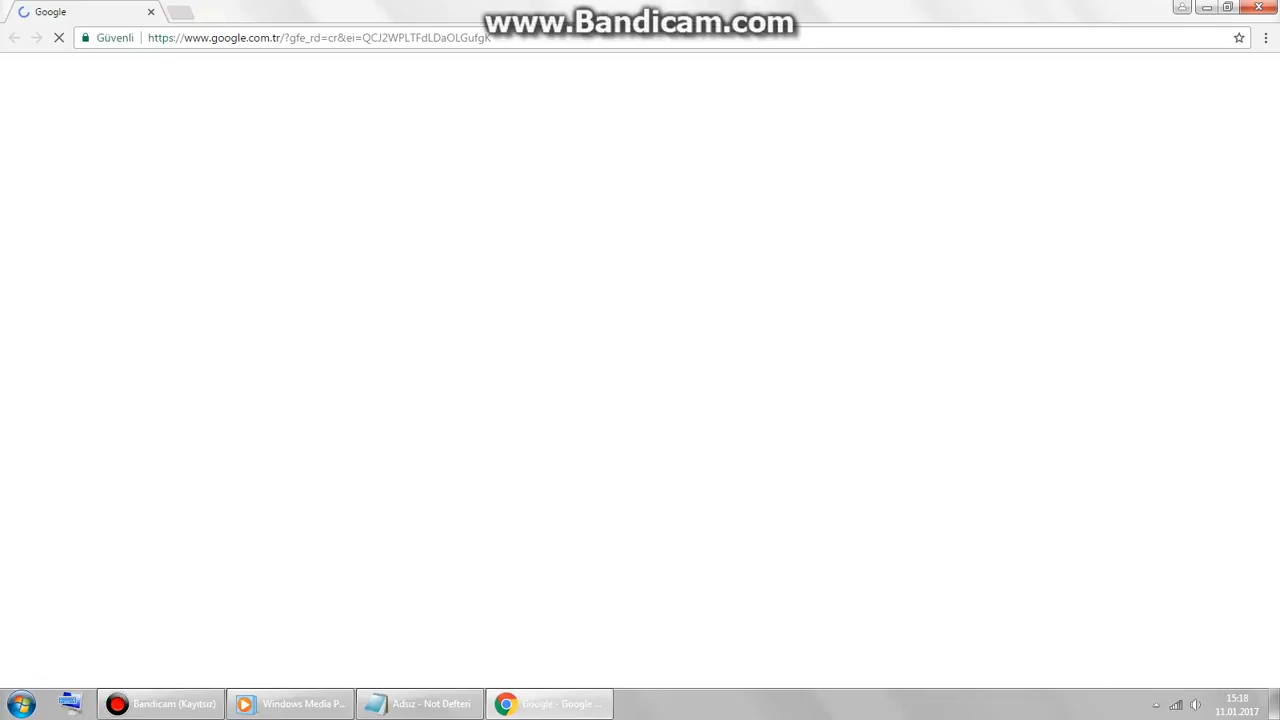 Google
www.Bandicam.com
Güvenli
https://www.google.com.tr/?gfe_rd=cr&ei=QCJ2WPLTFdLDaOLGufgK
Bandicam (Kayıtsız)
Windows Media P...
Adsız - Not Defteri
Google - Google ...
15:18
11.01.2017